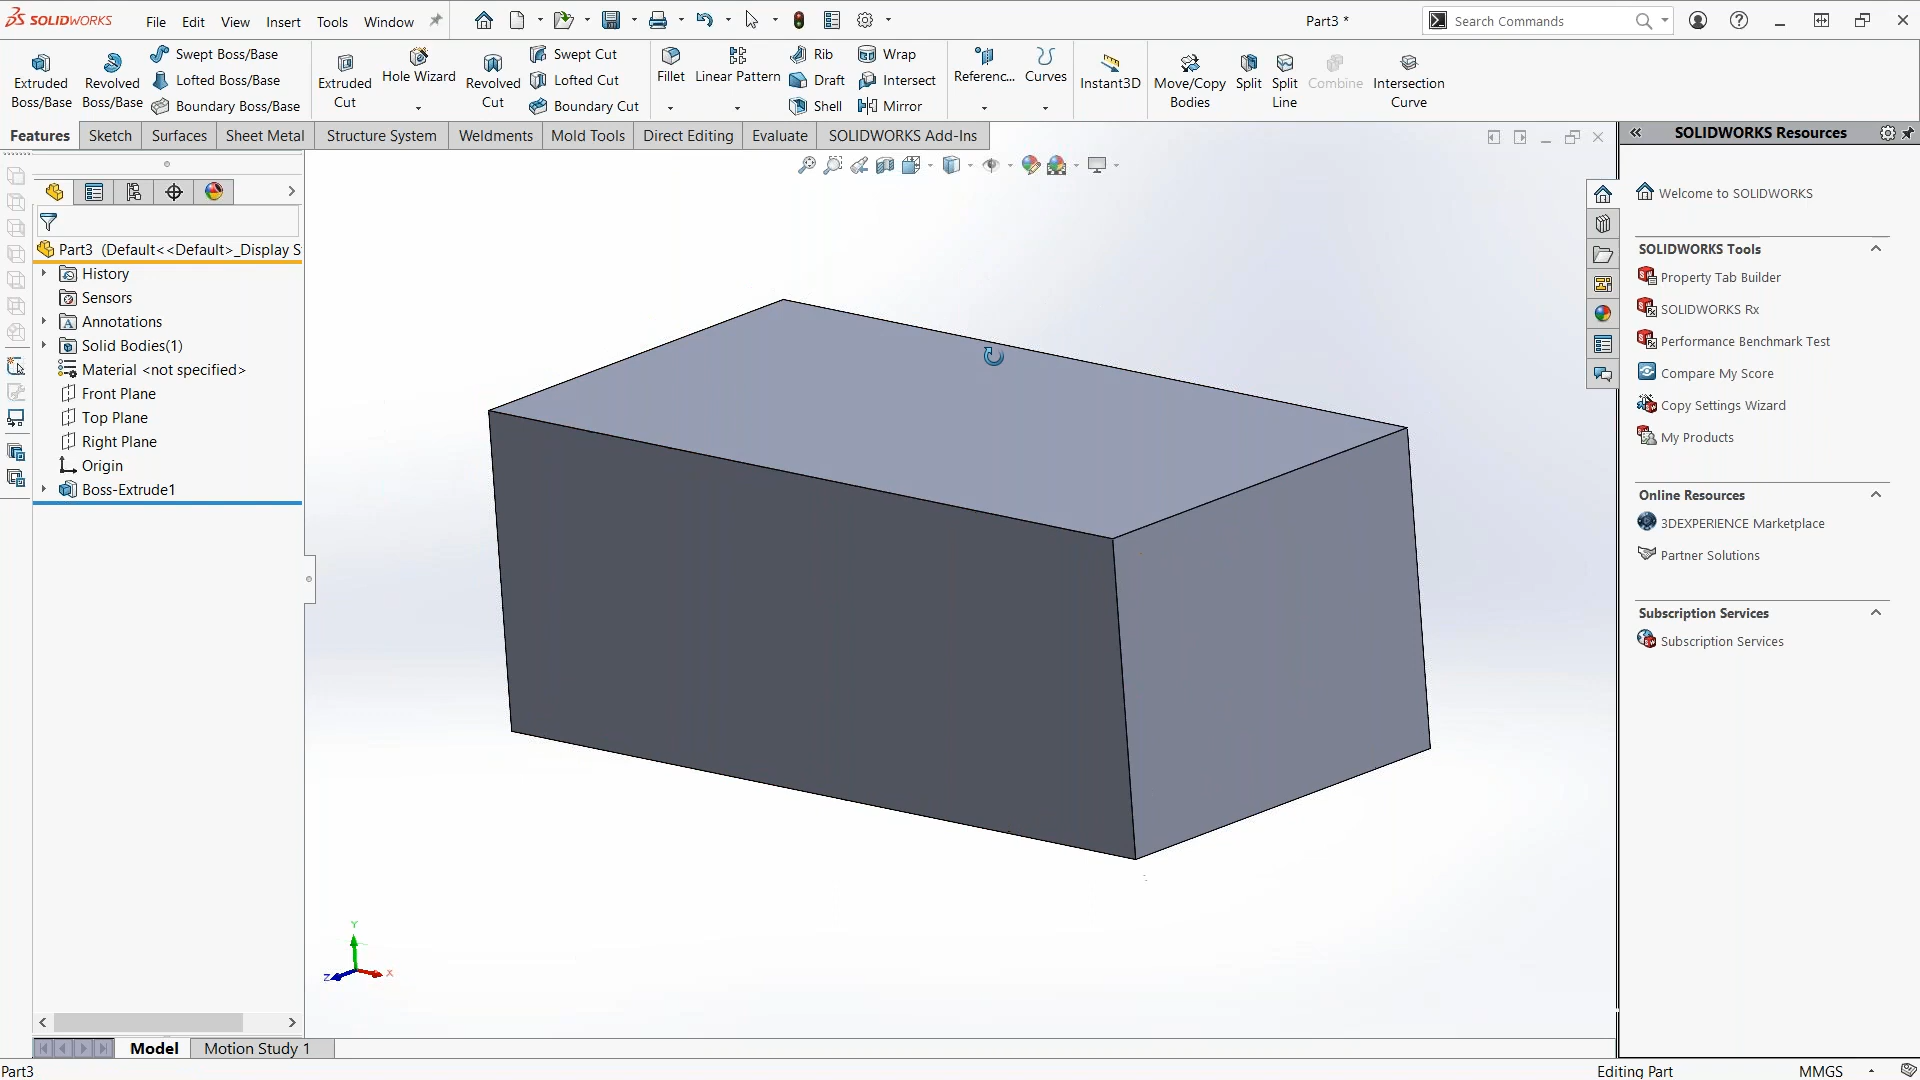 SOLIDWORKS File Edit View Insert Tools Window Part3 * Search Commands
Extruded Boss/Base
Revolved Boss/Base
Swept Boss/Base
Lofted Boss/Base
Boundary Boss/Base
Extruded Cut
Hole Wizard
Revolved Cut
Swept Cut
Lofted Cut
Boundary Cut
Fillet
Linear Pattern
Rib
Draft
Shell
Wrap
Intersect
Mirror
Referenc...
Curves
Instant3D
Move/Copy Bodies
Split
Split Line
Combine
Intersection Curve
Features Sketch Surfaces Sheet Metal Structure System Weldments Mold Tools Direct Editing Evaluate SOLIDWORKS Add-Ins
Part3 (Default<<Default>_Display S
History
Sensors
Annotations
Solid Bodies(1)
Material <not specified>
Front Plane
Top Plane
Right Plane
Origin
Boss-Extrude1
Y
Z
X
SOLIDWORKS Resources
Welcome to SOLIDWORKS
SOLIDWORKS Tools
Property Tab Builder
SOLIDWORKS Rx
Performance Benchmark Test
Compare My Score
Copy Settings Wizard
My Products
Online Resources
3DEXPERIENCE Marketplace
Partner Solutions
Subscription Services
Subscription Services
Model Motion Study 1
Part3 Editing Part MMGS